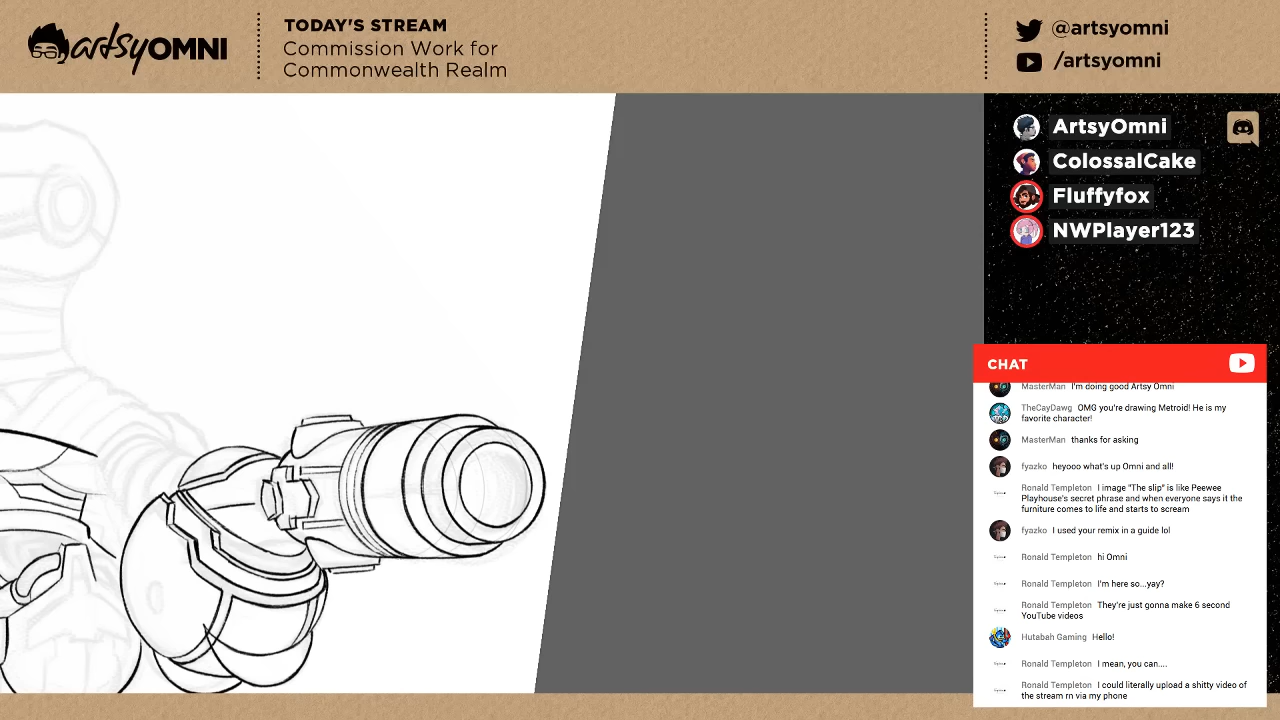 artsyOMNI
TODAY'S STREAM
Commission Work for
Commonwealth Realm
@artsyomni
/artsyomni
ArtsyOmni
ColossalCake
Fluffyfox
NWPlayer123
CHAT
MasterMan I'm doing good Artsy Omni
TheCayDawg OMG you're drawing Metroid! He is my
favorite character!
MasterMan thanks for asking
fyazko heyooo what's up Omni and all!
Ronald Templeton I image "The slip" is like Peewee
Playhouse's secret phrase and when everyone says it the
furniture comes to life and starts to scream
fyazko I used your remix in a guide lol
Ronald Templeton hi Omni
Ronald Templeton I'm here so...yay?
Ronald Templeton They're just gonna make 6 second
YouTube videos
Hutabah Gaming Hello!
Ronald Templeton I mean, you can....
Ronald Templeton I could literally upload a shitty video of
the stream rn via my phone